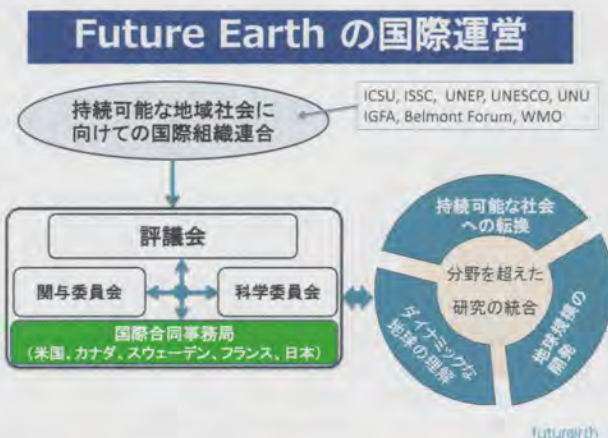 Future Earth の国際運営
持続可能な地域社会に
向けての国際組織連合
ICSU, ISSC, UNEP, UNESCO, UNU
IGFA, Belmont Forum, WMO
評議会
関与委員会
科学委員会
国際合同事務局
(米国、カナダ、スウェーデン、フランス、日本)
持続可能な社会
への転換
分野を超えた
研究の統合
ダイナミックな
地球の理解
地球規模の
開発
futurearth